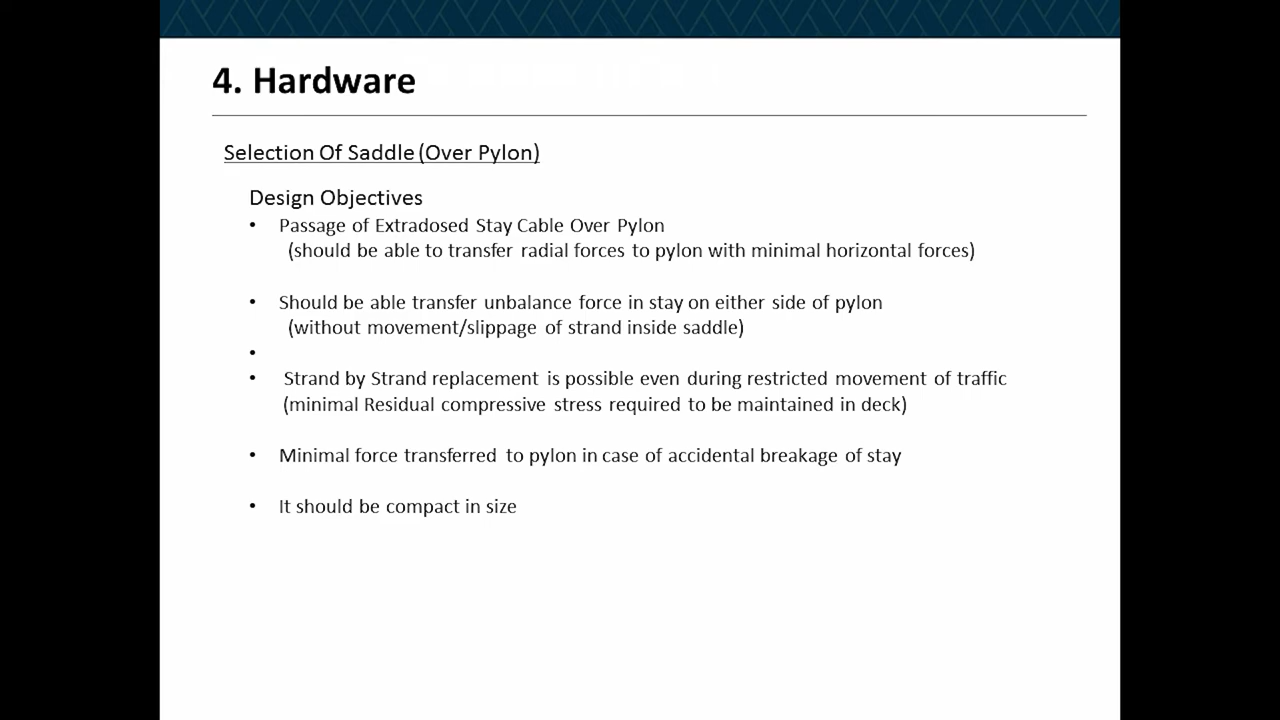 4. Hardware
Selection Of Saddle (Over Pylon)
Design Objectives
• Passage of Extradosed Stay Cable Over Pylon
(should be able to transfer radial forces to pylon with minimal horizontal forces)
• Should be able transfer unbalance force in stay on either side of pylon
(without movement/slippage of strand inside saddle)
•
• Strand by Strand replacement is possible even during restricted movement of traffic
(minimal Residual compressive stress required to be maintained in deck)
• Minimal force transferred to pylon in case of accidental breakage of stay
• It should be compact in size